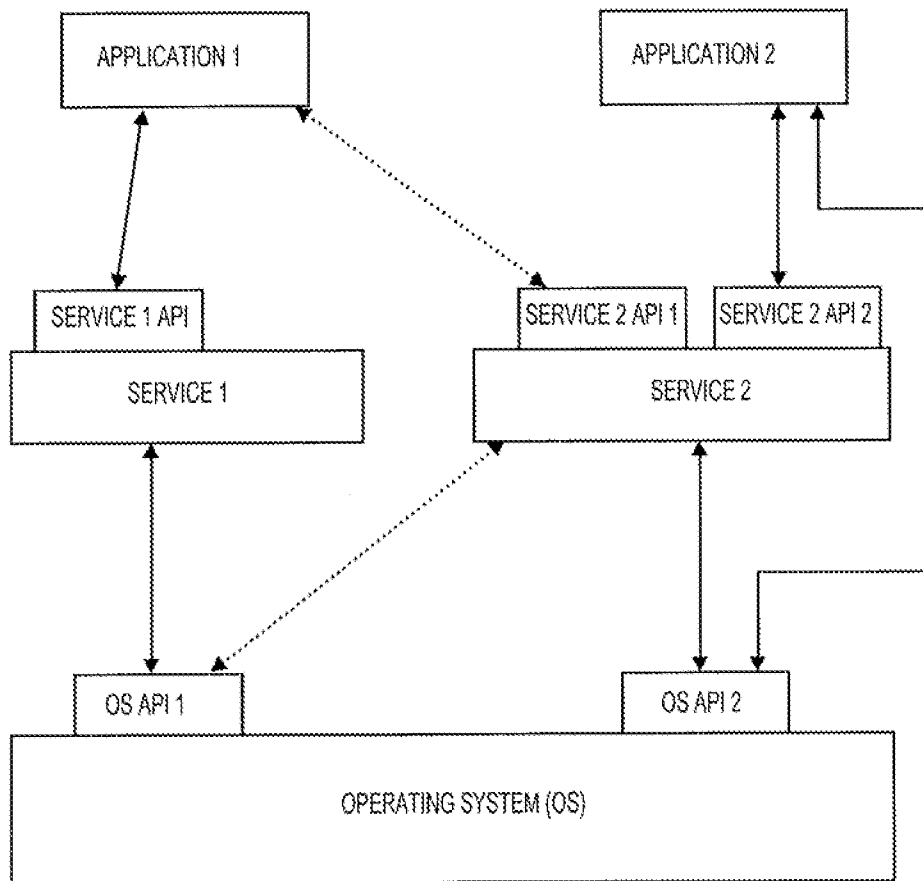 APPLICATION 1
APPLICATION 2
SERVICE 1 API
SERVICE 2 API 1
SERVICE 2 API 2
SERVICE 1
SERVICE 2
OS API 1
OS API 2
OPERATING SYSTEM (OS)